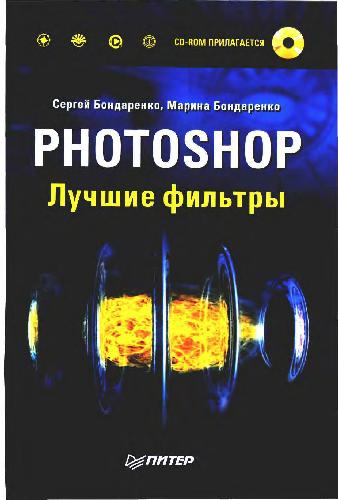 CD-ROM ПРИЛАГАЕТСЯ
Сергей Бондаренко, Марина Бондаренко
PHOTOSHOP
Лучшие фильтры
ПИТЕР